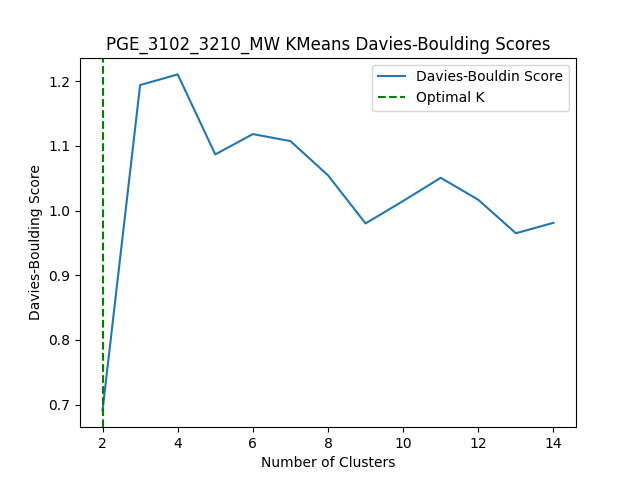 PGE_3102_3210_MW KMeans Davies-Boulding Scores
Davies-Bouldin Score
Optimal K
Davies-Boulding Score
1.2
1.1
1.0
0.9
0.8
0.7
2 4 6 8 10 12 14
Number of Clusters